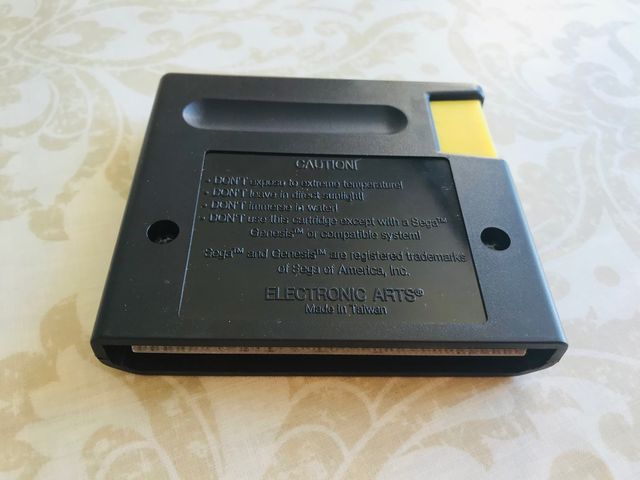 CAUTION!
• DON'T expose to extreme temperature!
• DON'T leave in direct sunlight!
• DON'T immerse in water!
• DON'T use this cartridge except with a Sega™
Genesis™ or compatible system!
Sega™ and Genesis™ are registered trademarks
of Sega of America, Inc.
ELECTRONIC ARTS®
Made in Taiwan